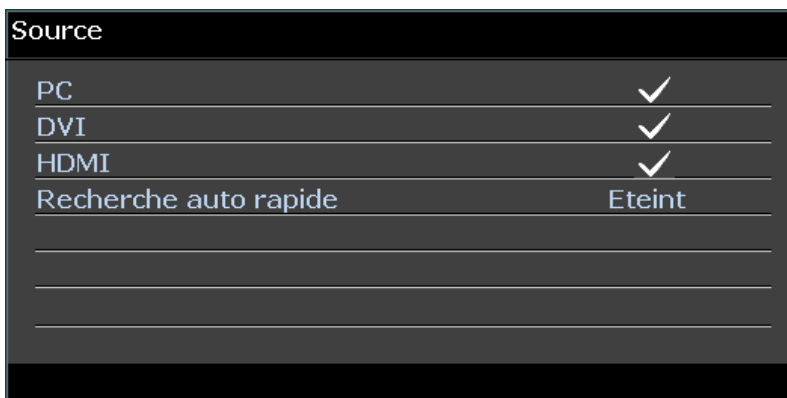 Source
PC ✓
DVI ✓
HDMI ✓
Recherche auto rapide Eteint